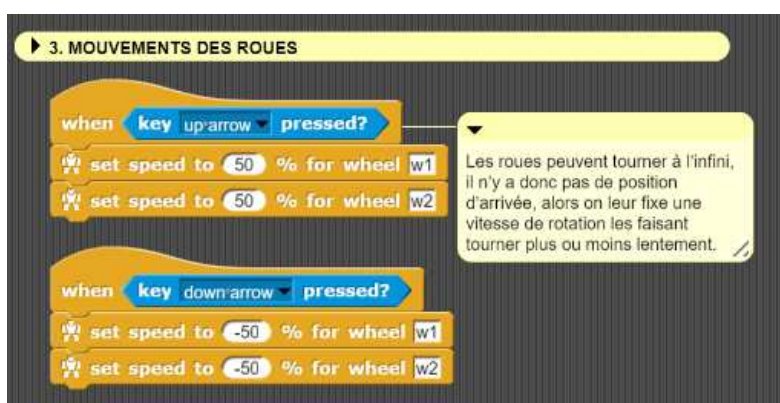 3. MOUVEMENTS DES ROUES
when key up arrow pressed?
set speed to 50 % for wheel w1
set speed to 50 % for wheel w2
Les roues peuvent tourner à l'infini,
il n'y a donc pas de position
d'arrivée, alors on leur fixe une
vitesse de rotation les faisant
tourner plus ou moins lentement.
when key down arrow pressed?
set speed to -50 % for wheel w1
set speed to -50 % for wheel w2